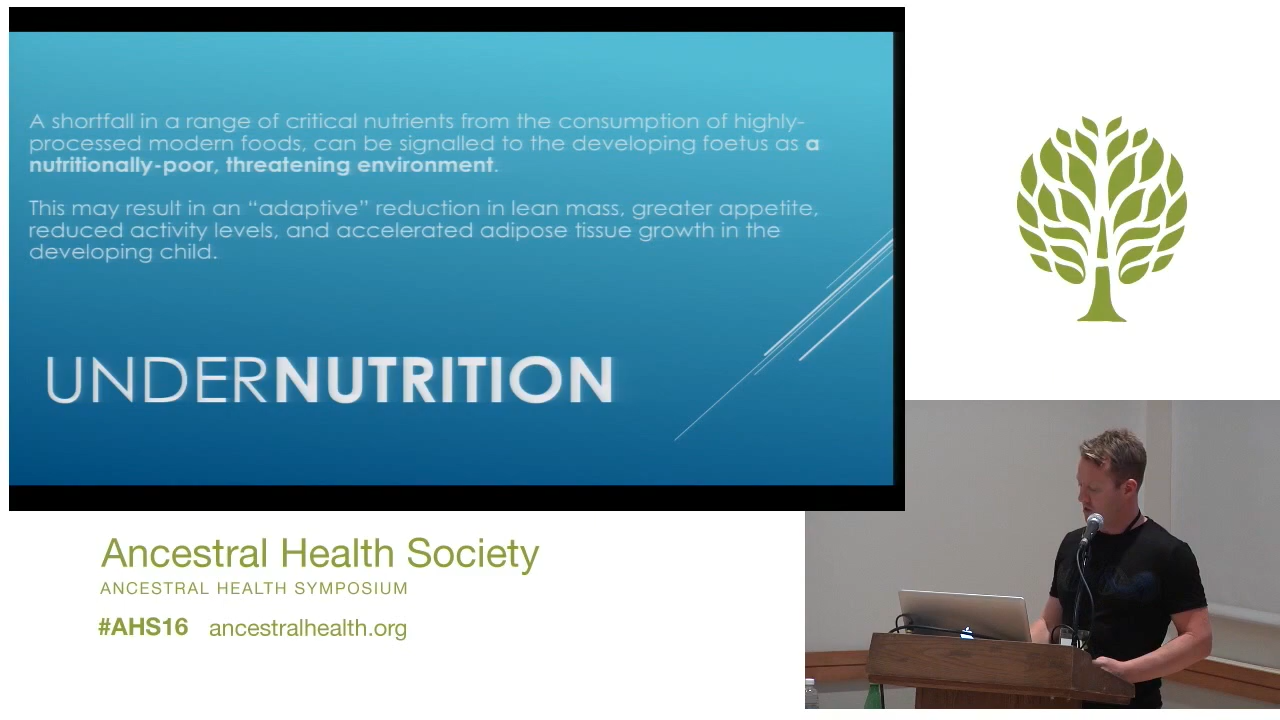 A shortfall in a range of critical nutrients from the consumption of highly-
processed modern foods, can be signalled to the developing foetus as a
nutritionally-poor, threatening environment.
This may result in an “adaptive” reduction in lean mass, greater appetite,
reduced activity levels, and accelerated adipose tissue growth in the
developing child.
UNDERNUTRITION
Ancestral Health Society
ANCESTRAL HEALTH SYMPOSIUM
#AHS16 ancestralhealth.org